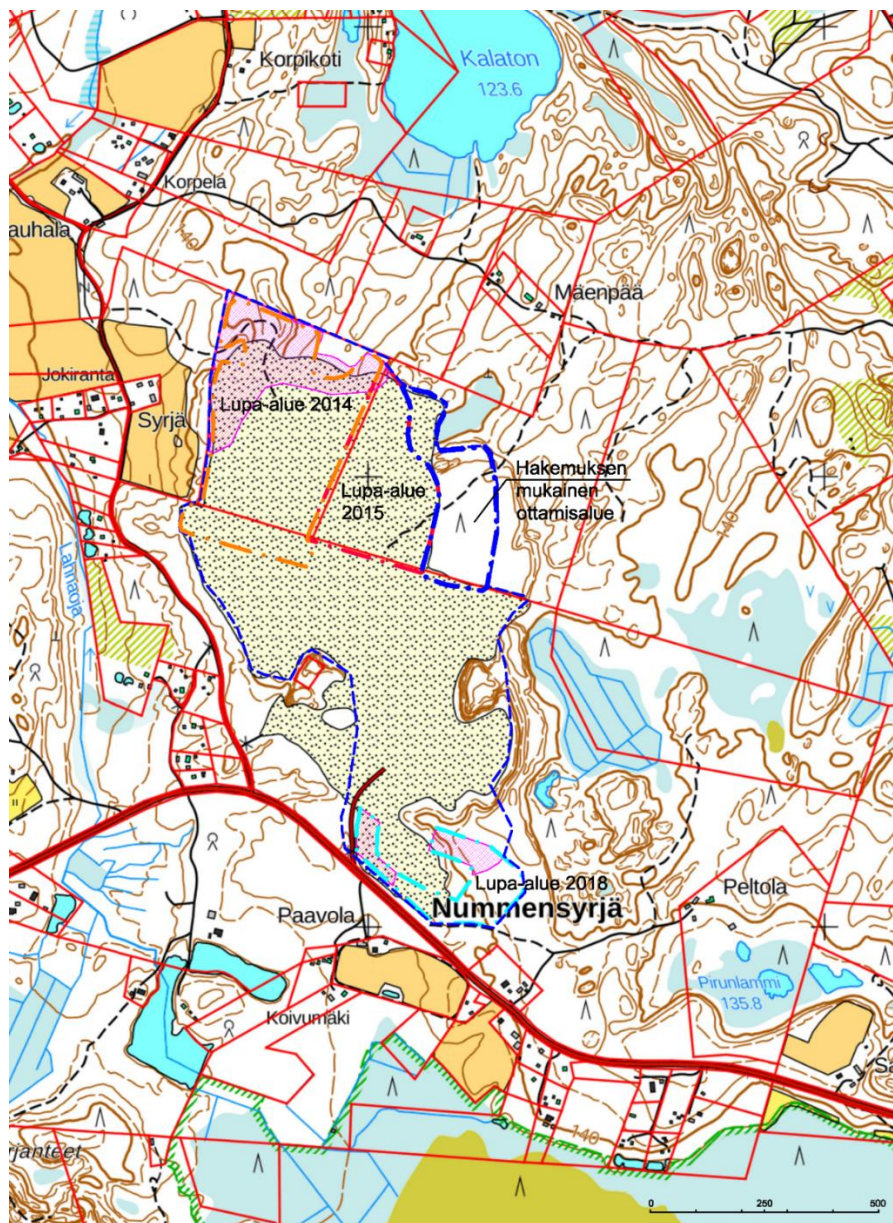 Korpikoti
Kalaton
123.6
Korpela
auhala
140
Mäenpää
Jokiranta
Syrjä
Lupa-alue 2014
Lupa-alue
2015
Hakemuksen
mukainen
ottamisalue
140
Lahnaoja
Lupa-alue 2018
Nummensyrjä
Peltola
Paavola
Pirunlammi
135.8
Koivumäki
140
rjanteet
0 250 500